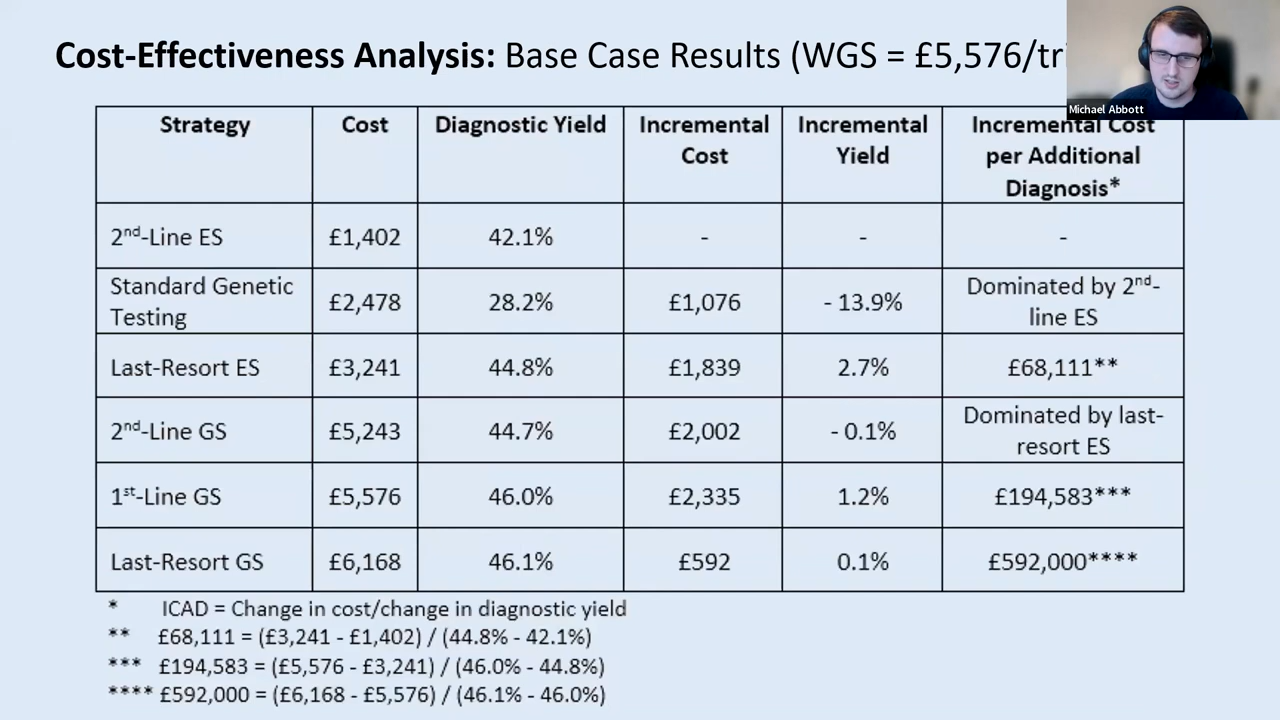 Cost-Effectiveness Analysis: Base Case Results (WGS = £5,576/tri
Michael Abbott
Strategy Cost Diagnostic Yield Incremental Cost Incremental Yield Incremental Cost per Additional Diagnosis*
2nd-Line ES £1,402 42.1% - - -
Standard Genetic Testing £2,478 28.2% £1,076 - 13.9% Dominated by 2nd-line ES
Last-Resort ES £3,241 44.8% £1,839 2.7% £68,111**
2nd-Line GS £5,243 44.7% £2,002 - 0.1% Dominated by last-resort ES
1st-Line GS £5,576 46.0% £2,335 1.2% £194,583***
Last-Resort GS £6,168 46.1% £592 0.1% £592,000****
* ICAD = Change in cost/change in diagnostic yield
** £68,111 = (£3,241 - £1,402) / (44.8% - 42.1%)
*** £194,583 = (£5,576 - £3,241) / (46.0% - 44.8%)
**** £592,000 = (£6,168 - £5,576) / (46.1% - 46.0%)